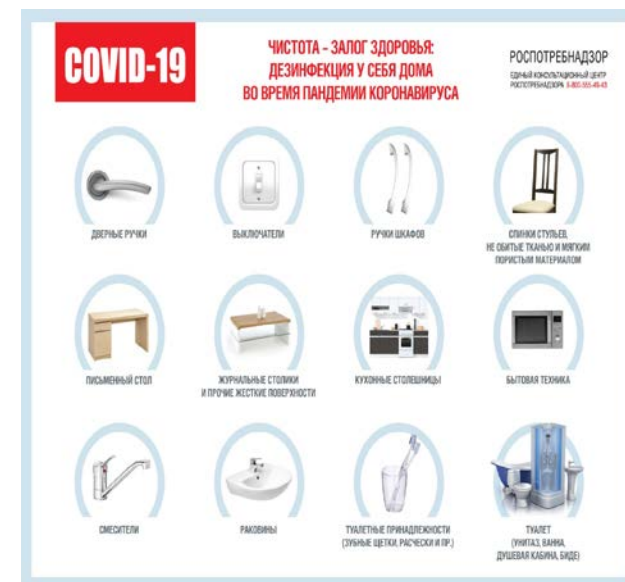 COVID-19
ЧИСТОТА - ЗАЛОГ ЗДОРОВЬЯ:
ДЕЗИНФЕКЦИЯ У СЕБЯ ДОМА
ВО ВРЕМЯ ПАНДЕМИИ КОРОНАВИРУСА
РОСПОТРЕБНАДЗОР
ЕДИНЫЙ КОНСУЛЬТАЦИОННЫЙ ЦЕНТР
РОСПОТРЕБНАДЗОРА 8-800-555-49-43
ДВЕРНЫЕ РУЧКИ
ВЫКЛЮЧАТЕЛИ
РУЧКИ ШКАФОВ
СПИНКИ СТУЛЬЕВ,
НЕ ОБИТЫЕ ТКАНЬЮ И МЯГКИМ
ПОРИСТЫМ МАТЕРИАЛОМ
ПИСЬМЕННЫЙ СТОЛ
ЖУРНАЛЬНЫЕ СТОЛИКИ
И ПРОЧИЕ ЖЕСТКИЕ ПОВЕРХНОСТИ
КУХОННЫЕ СТОЛЕШНИЦЫ
БЫТОВАЯ ТЕХНИКА
СМЕСИТЕЛИ
РАКОВИНЫ
ТУАЛЕТНЫЕ ПРИНАДЛЕЖНОСТИ
(ЗУБНЫЕ ЩЕТКИ, РАСЧЕСКИ И ПР.)
ТУАЛЕТ
(УНИТАЗ, ВАННА,
ДУШЕВАЯ КАБИНА, БИДЕ)